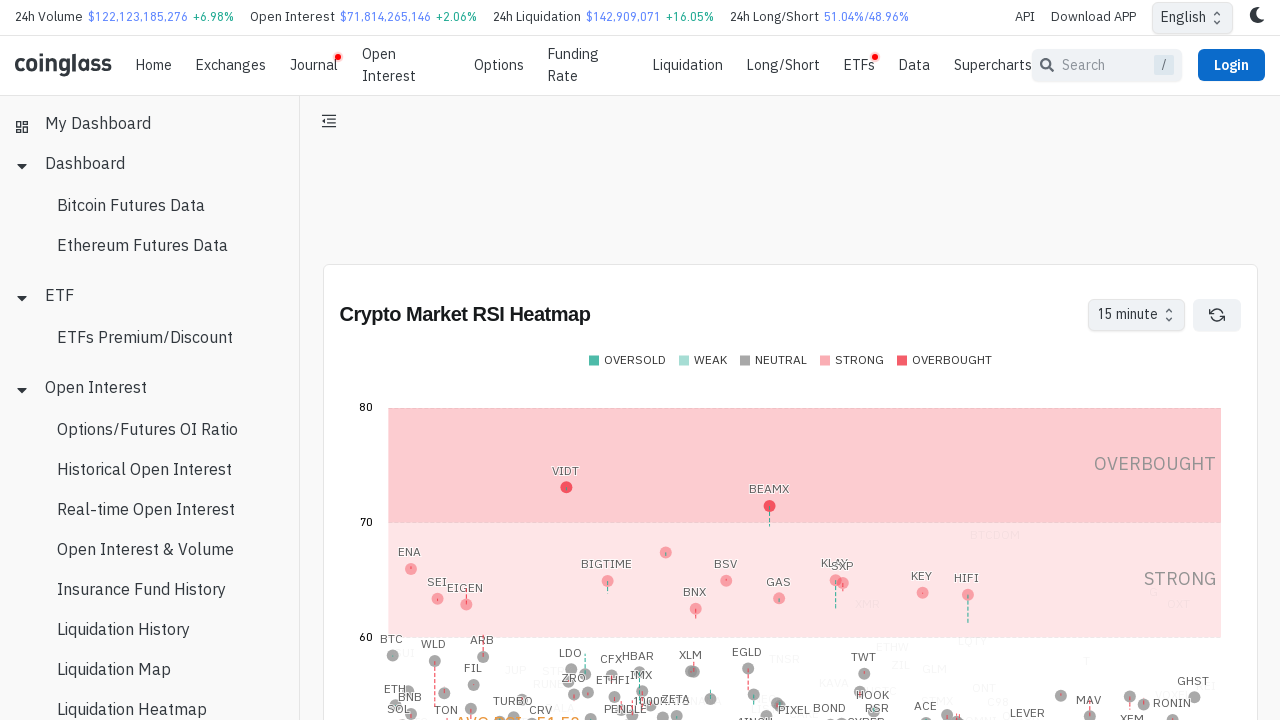 24h Volume $122,123,185,276 +6.98% Open Interest $71,814,265,146 +2.06% 24h Liquidation $142,909,071 +16.05% 24h Long/Short 51.04%/48.96% API Download APP English
coinglass Home Exchanges Journal Open Interest Options Funding Rate Liquidation Long/Short ETFs Data Supercharts Search / Login
My Dashboard
Dashboard
Bitcoin Futures Data
Ethereum Futures Data
ETF
ETFs Premium/Discount
Open Interest
Options/Futures OI Ratio
Historical Open Interest
Real-time Open Interest
Open Interest & Volume
Insurance Fund History
Liquidation History
Liquidation Map
Liquidation Heatmap
Crypto Market RSI Heatmap 15 minute
OVERSOLD WEAK NEUTRAL STRONG OVERBOUGHT
80
OVERBOUGHT
VIDT
BEAMX
70
BTCDOM
ENA
BIGTIME BSV
SXP
STRONG
SEI EIGEN GAS KEY HIFI
BNX
XMR
60
BTC WLD ARB
LDO CFX HBAR XLM EGLD TNSR TWT
FIL ZRO ETHFI IMX GHST
ETH BNB TURBO ZETA HOOK MAV RONIN
SOL TON CRV PENDLE PIXEL BOND RSR ACE LEVER
XEM